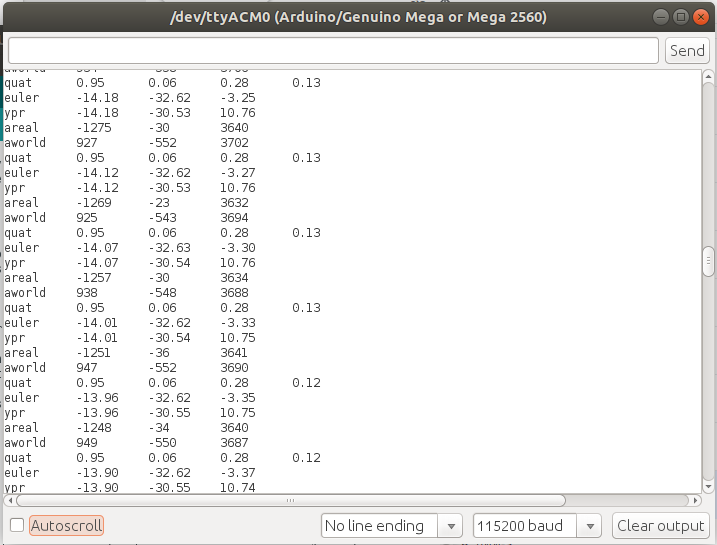 /dev/ttyACM0 (Arduino/Genuino Mega or Mega 2560)
Send
quat 0.95 0.06 0.28 0.13
euler -14.18 -32.62 -3.25
ypr -14.18 -30.53 10.76
areal -1275 -30 3640
aworld 927 -552 3702
quat 0.95 0.06 0.28 0.13
euler -14.12 -32.62 -3.27
ypr -14.12 -30.53 10.76
areal -1269 -23 3632
aworld 925 -543 3694
quat 0.95 0.06 0.28 0.13
euler -14.07 -32.63 -3.30
ypr -14.07 -30.54 10.76
areal -1257 -30 3634
aworld 938 -548 3688
quat 0.95 0.06 0.28 0.13
euler -14.01 -32.62 -3.33
ypr -14.01 -30.54 10.75
areal -1251 -36 3641
aworld 947 -552 3690
quat 0.95 0.06 0.28 0.12
euler -13.96 -32.62 -3.35
ypr -13.96 -30.55 10.75
areal -1248 -34 3640
aworld 949 -550 3687
quat 0.95 0.06 0.28 0.12
euler -13.90 -32.62 -3.37
ypr -13.90 -30.55 10.74
Autoscroll
No line ending
115200 baud
Clear output